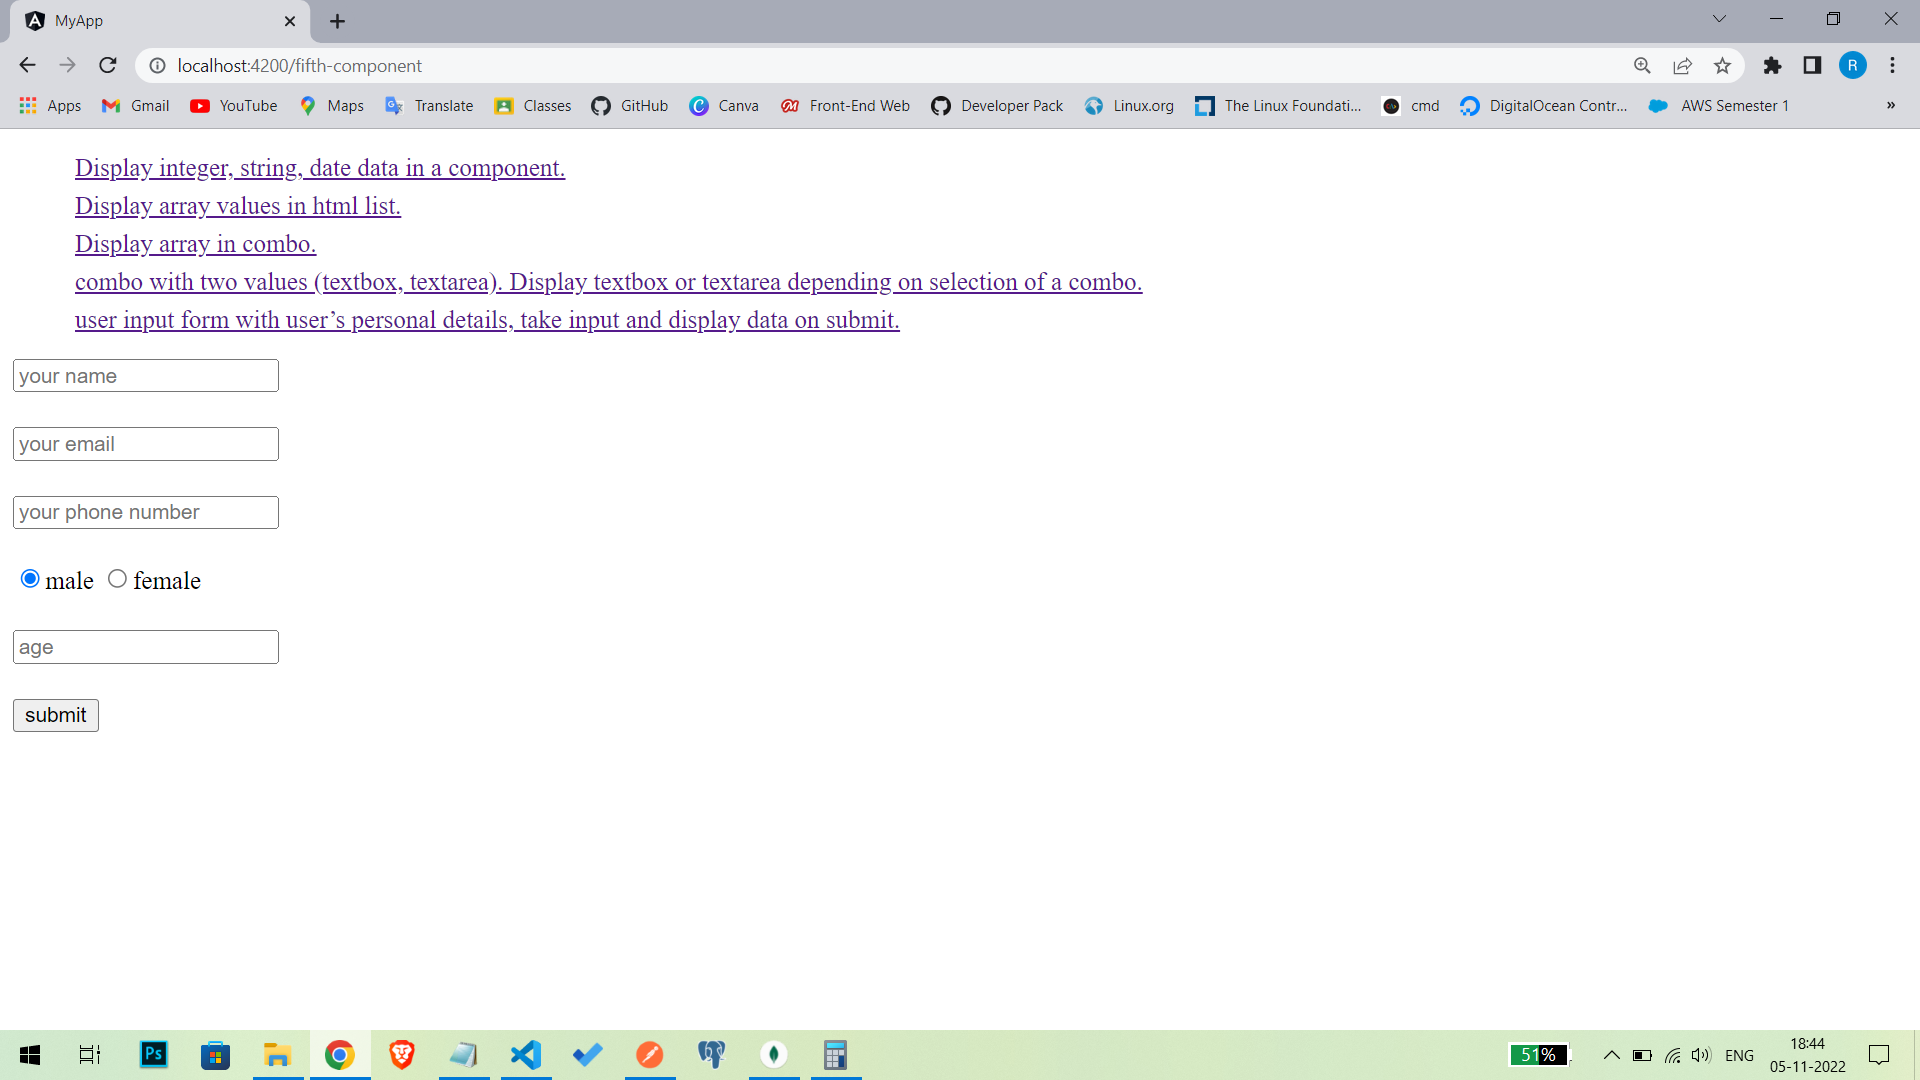 MyApp
localhost:4200/fifth-component
R
Apps Gmail YouTube Maps Translate Classes GitHub Canva Front-End Web Developer Pack Linux.org The Linux Foundati... cmd DigitalOcean Contr... AWS Semester 1 »
Display integer, string, date data in a component.
Display array values in html list.
Display array in combo.
combo with two values (textbox, textarea). Display textbox or textarea depending on selection of a combo.
user input form with user’s personal details, take input and display data on submit.
your name
your email
your phone number
male female
age
submit
Ps
51% ENG
18:44
05-11-2022